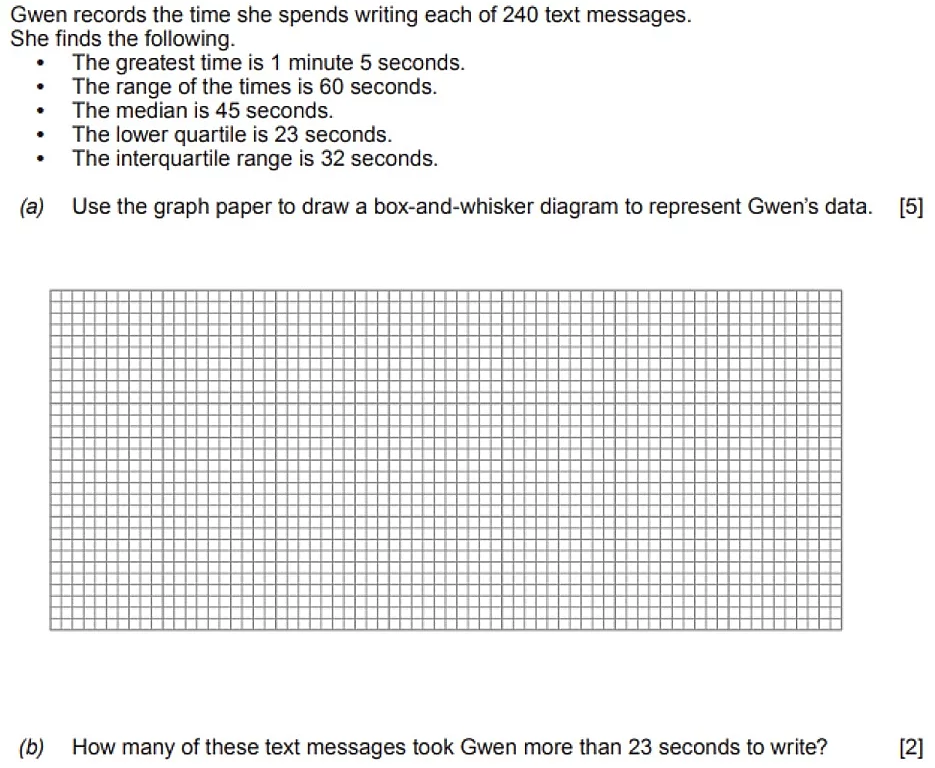 Gwen records the time she spends writing each of 240 text messages.
She finds the following.
• The greatest time is 1 minute 5 seconds.
• The range of the times is 60 seconds.
• The median is 45 seconds.
• The lower quartile is 23 seconds.
• The interquartile range is 32 seconds.
(a) Use the graph paper to draw a box-and-whisker diagram to represent Gwen's data. [5]
(b) How many of these text messages took Gwen more than 23 seconds to write? [2]